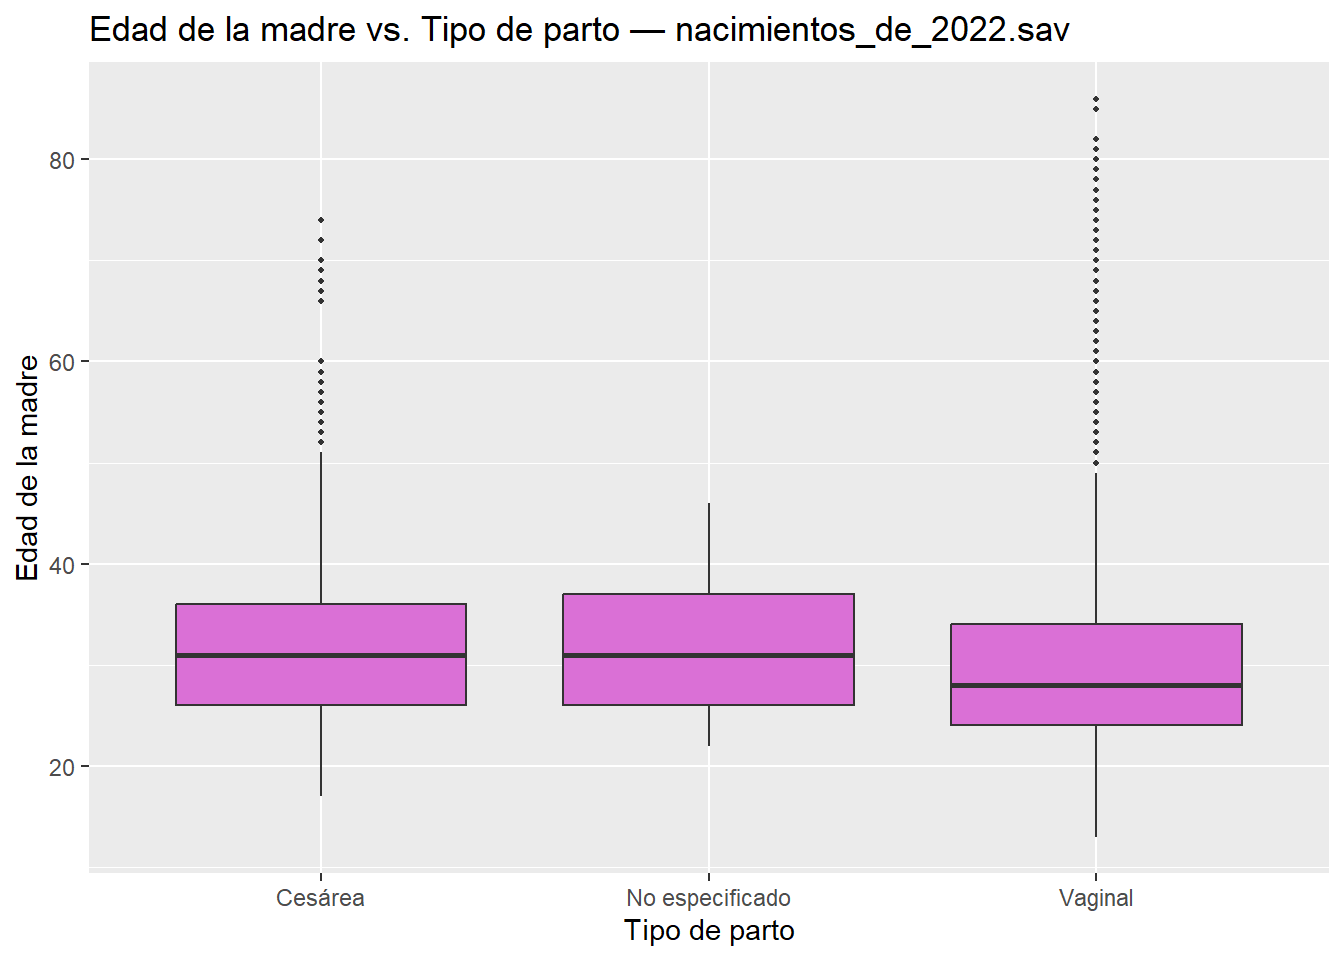 Edad de la madre vs. Tipo de parto — nacimientos_de_2022.sav
Edad de la madre
80
60
40
20
Cesárea
No especificado
Vaginal
Tipo de parto